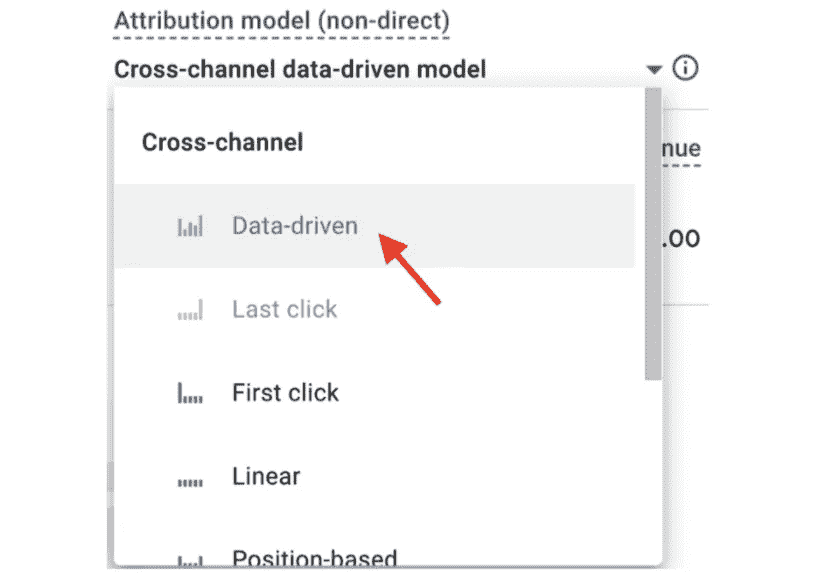 Attribution model (non-direct)
Cross-channel data-driven model
Cross-channel
nue
Data-driven
.00
Last click
First click
Linear
Position-based